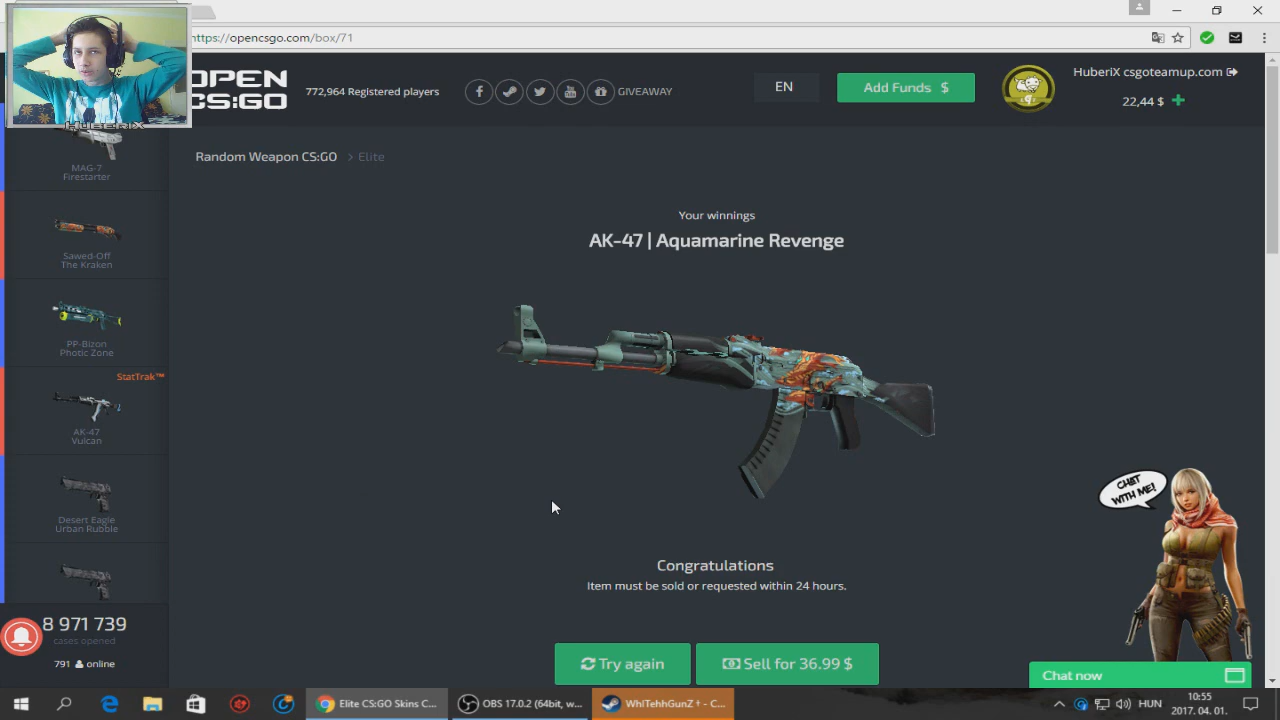 https://opencsgo.com/box/71
OPEN
CS:GO
772,964 Registered players
GIVEAWAY
EN
Add Funds $
HuberiX csgoteamup.com
22,44 $
HuberiX
MAG-7
Firestarter
Random Weapon CS:GO > Elite
Your winnings
AK-47 | Aquamarine Revenge
Sawed-Off
The Kraken
PP-Bizon
Photic Zone
StatTrak™
AK-47
Vulcan
Desert Eagle
Urban Rubble
CHAT
WITH ME!
Congratulations
Item must be sold or requested within 24 hours.
8 971 739
cases opened
791 online
Try again
Sell for 36.99 $
Chat now
Elite CS:GO Skins C...
OBS 17.0.2 (64bit, w...
WhITehhGunZ † - C...
HUN
10:55
2017. 04. 01.